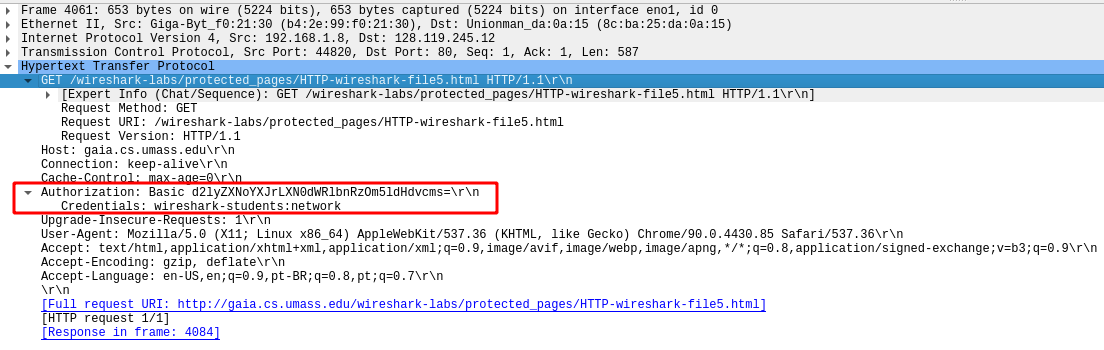 Frame 4061: 653 bytes on wire (5224 bits), 653 bytes captured (5224 bits) on interface eno1, id 0
Ethernet II, Src: Giga-Byt_f0:21:30 (b4:2e:99:f0:21:30), Dst: Unionman_da:0a:15 (8c:ba:25:da:0a:15)
Internet Protocol Version 4, Src: 192.168.1.8, Dst: 128.119.245.12
Transmission Control Protocol, Src Port: 44820, Dst Port: 80, Seq: 1, Ack: 1, Len: 587
Hypertext Transfer Protocol
GET /wireshark-labs/protected_pages/HTTP-wireshark-file5.html HTTP/1.1\r\n
[Expert Info (Chat/Sequence): GET /wireshark-labs/protected_pages/HTTP-wireshark-file5.html HTTP/1.1\r\n]
Request Method: GET
Request URI: /wireshark-labs/protected_pages/HTTP-wireshark-file5.html
Request Version: HTTP/1.1
Host: gaia.cs.umass.edu\r\n
Connection: keep-alive\r\n
Cache-Control: max-age=0\r\n
Authorization: Basic d2lyZXNoYXJrLXN0dWRlbnRzOm5ldHdvcms=\r\n
Credentials: wireshark-students:network
Upgrade-Insecure-Requests: 1\r\n
User-Agent: Mozilla/5.0 (X11; Linux x86_64) AppleWebKit/537.36 (KHTML, like Gecko) Chrome/90.0.4430.85 Safari/537.36\r\n
Accept: text/html,application/xhtml+xml,application/xml;q=0.9,image/avif,image/webp,image/apng,*/*;q=0.8,application/signed-exchange;v=b3;q=0.9\r\n
Accept-Encoding: gzip, deflate\r\n
Accept-Language: en-US,en;q=0.9,pt-BR;q=0.8,pt;q=0.7\r\n
\r\n
[Full request URI: http://gaia.cs.umass.edu/wireshark-labs/protected_pages/HTTP-wireshark-file5.html]
[HTTP request 1/1]
[Response in frame: 4084]